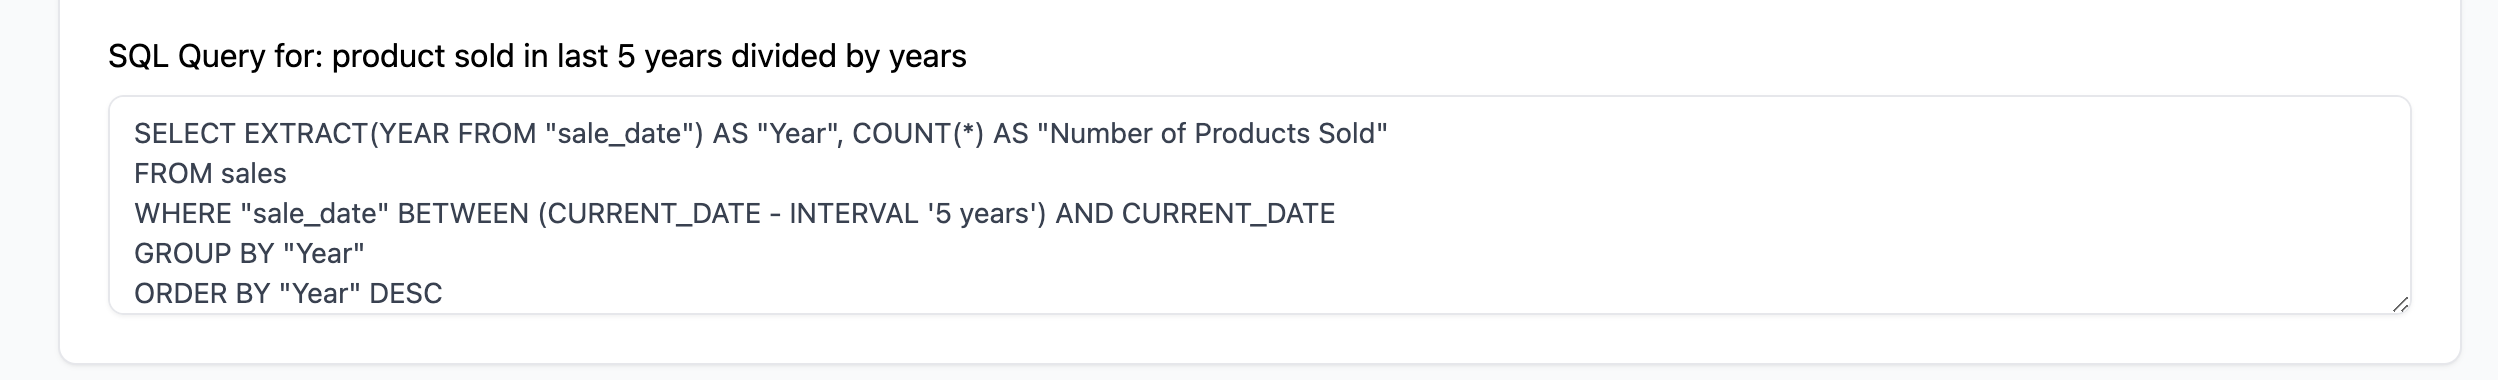 SQL Query for: product sold in last 5 years divided by years
SELECT EXTRACT(YEAR FROM "sale_date") AS "Year", COUNT(*) AS "Number of Products Sold"
FROM sales
WHERE "sale_date" BETWEEN (CURRENT_DATE - INTERVAL '5 years') AND CURRENT_DATE
GROUP BY "Year"
ORDER BY "Year" DESC